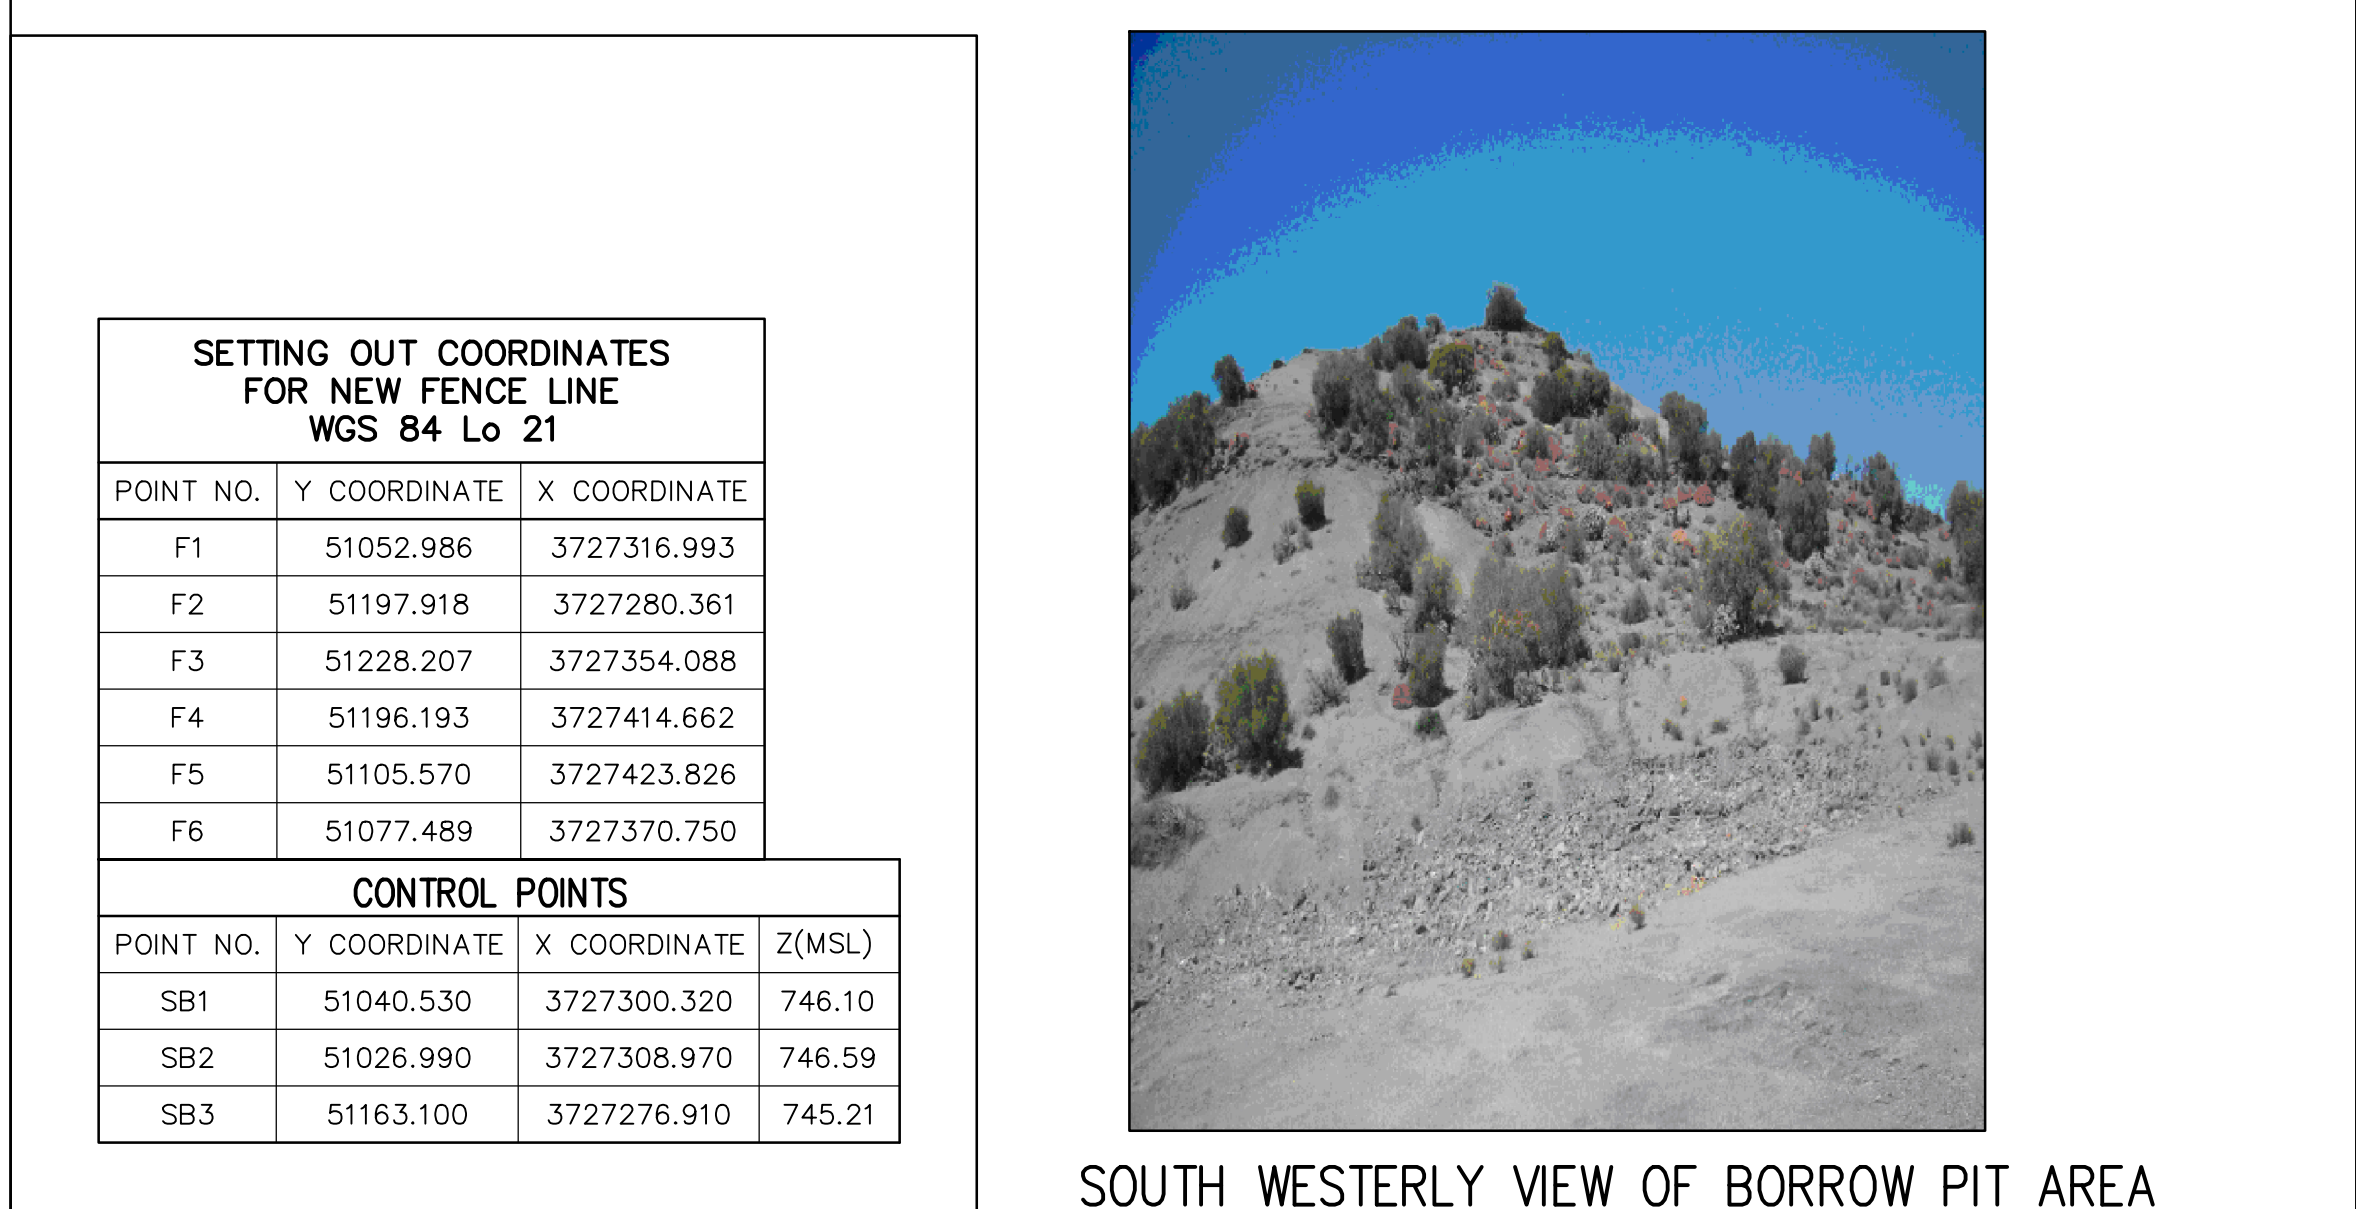 SETTING OUT COORDINATES
FOR NEW FENCE LINE
WGS 84 Lo 21
POINT NO. Y COORDINATE X COORDINATE
F1 51052.986 3727316.993
F2 51197.918 3727280.361
F3 51228.207 3727354.088
F4 51196.193 3727414.662
F5 51105.570 3727423.826
F6 51077.489 3727370.750
CONTROL POINTS
POINT NO. Y COORDINATE X COORDINATE Z(MSL)
SB1 51040.530 3727300.320 746.10
SB2 51026.990 3727308.970 746.59
SB3 51163.100 3727276.910 745.21
SOUTH WESTERLY VIEW OF BORROW PIT AREA